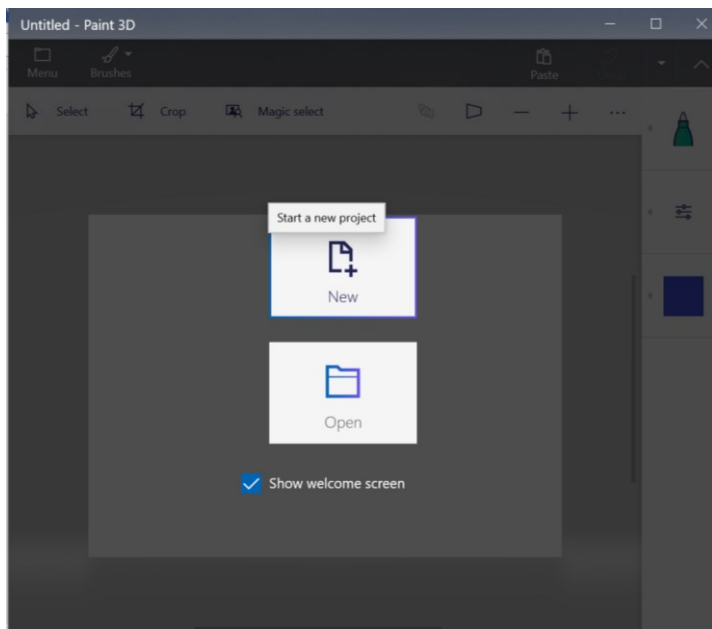 Untitled - Paint 3D
Menu
Brushes
Paste
Select
Crop
Magic select
Start a new project
New
Open
Show welcome screen